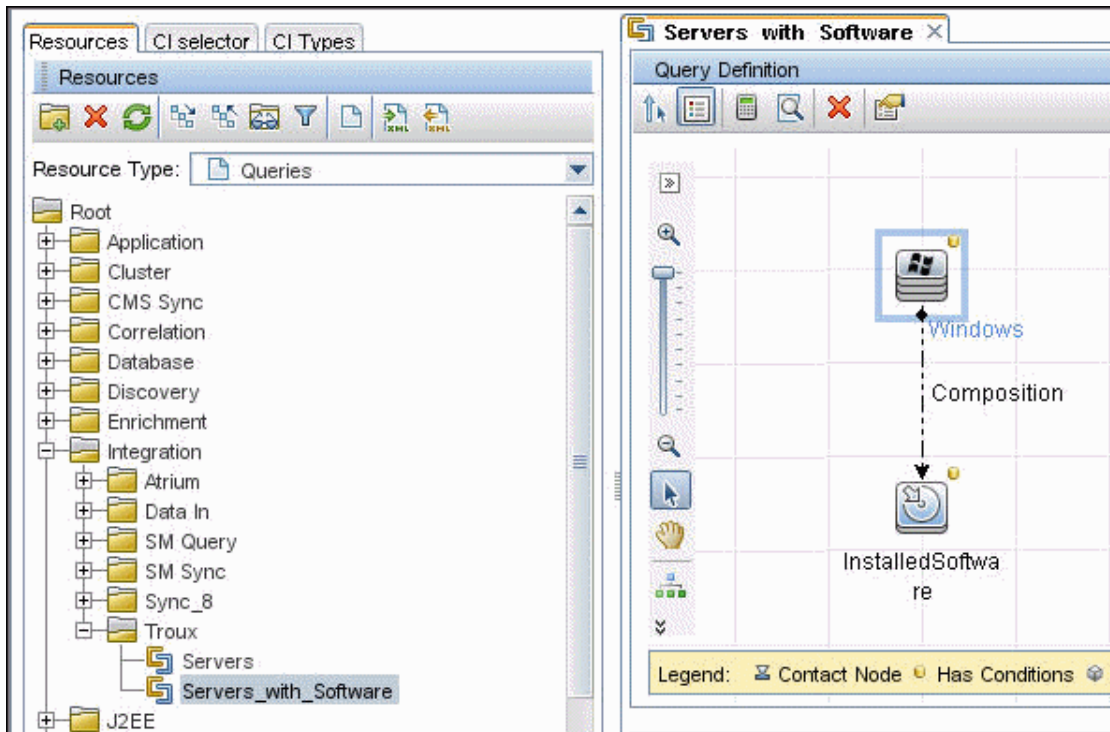 Resources CI selector CI Types
Resources
Resource Type: Queries
Root
Application
Cluster
CMS Sync
Correlation
Database
Discovery
Enrichment
Integration
Atrium
Data In
SM Query
SM Sync
Sync_8
Troux
Servers
Servers_with_Software
J2EE
Servers with Software
Query Definition
XML XML
Windows
Composition
InstalledSoftwa
re
Legend: Contact Node Has Conditions